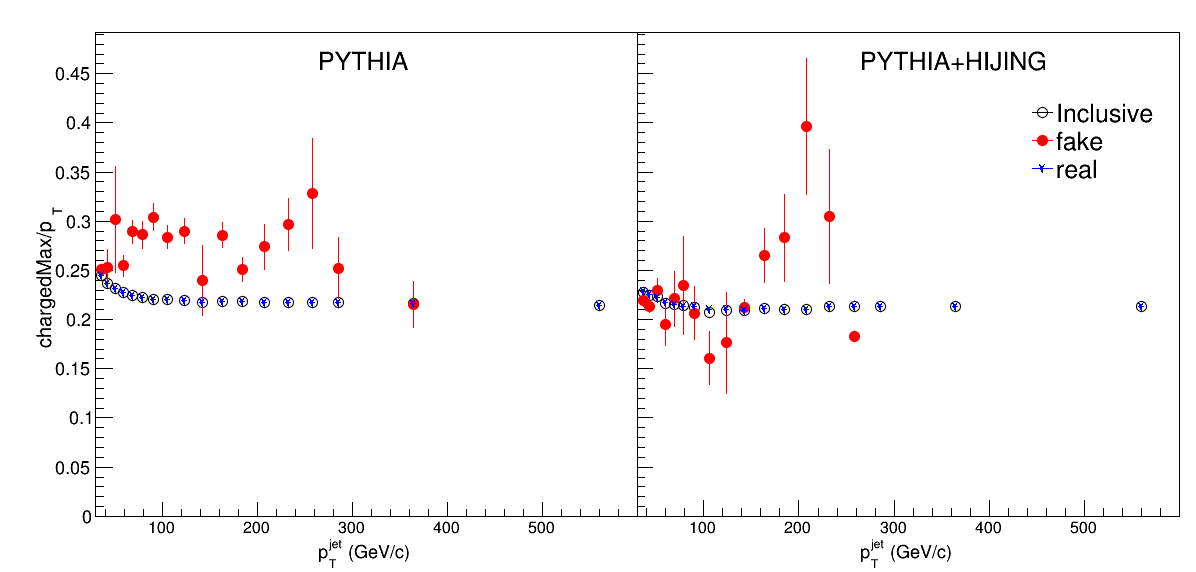 PYTHIA
PYTHIA+HIJING
Inclusive
fake
real
chargedMax/p_T
0.45
0.4
0.35
0.3
0.25
0.2
0.15
0.1
0.05
0
100 200 300 400 500
100 200 300 400 500
p_T^jet (GeV/c)
p_T^jet (GeV/c)